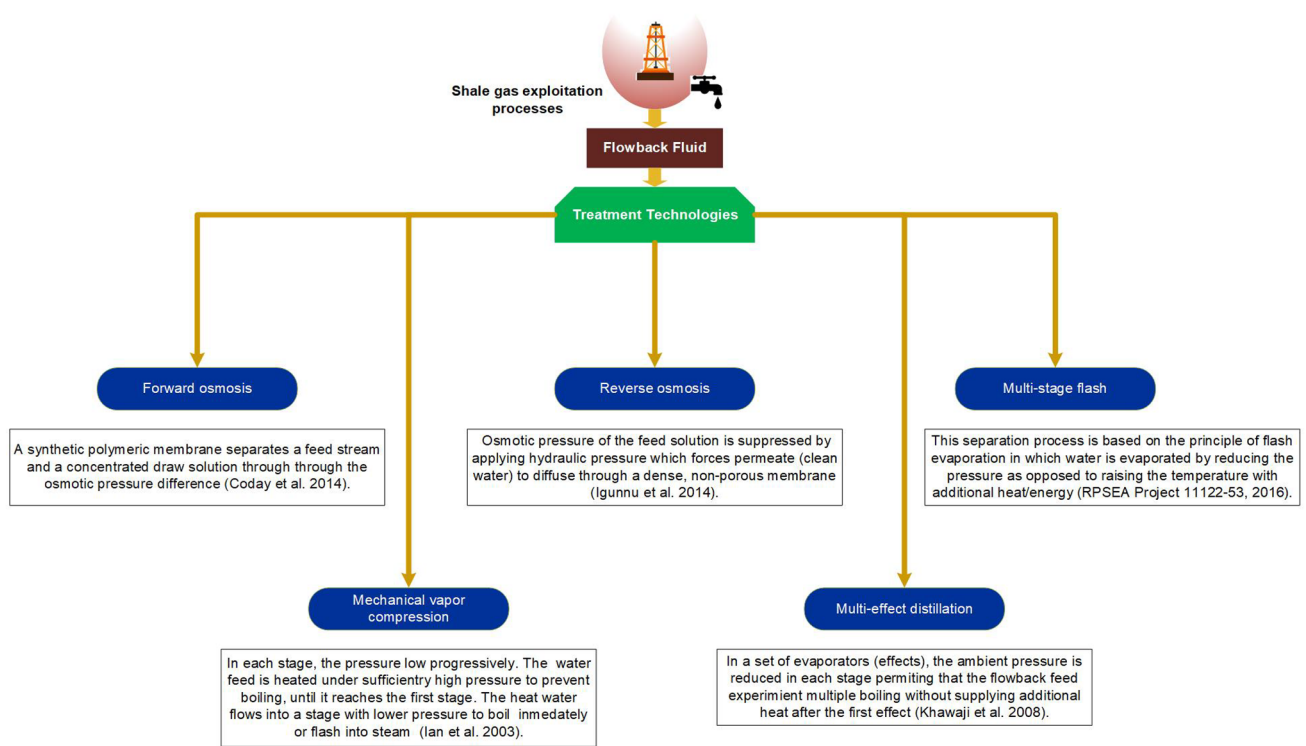 Shale gas exploitation
processes
Flowback Fluid
Treatment Technologies
Forward osmosis
A synthetic polymeric membrane separates a feed stream
and a concentrated draw solution through through the
osmotic pressure difference (Coday et al. 2014).
Reverse osmosis
Osmotic pressure of the feed solution is suppressed by
applying hydraulic pressure which forces permeate (clean
water) to diffuse through a dense, non-porous membrane
(Igunnu et al. 2014).
Multi-stage flash
This separation process is based on the principle of flash
evaporation in which water is evaporated by reducing the
pressure as opposed to raising the temperature with
additional heat/energy (RPSEA Project 11122-53, 2016).
Mechanical vapor
compression
In each stage, the pressure low progressively. The water
feed is heated under sufficientry high pressure to prevent
boiling, until it reaches the first stage. The heat water
flows into a stage with lower pressure to boil inmedately
or flash into steam (Ian et al. 2003).
Multi-effect distillation
In a set of evaporators (effects), the ambient pressure is
reduced in each stage permiting that the flowback feed
experimient multiple boiling without supplying additional
heat after the first effect (Khawaji et al. 2008).